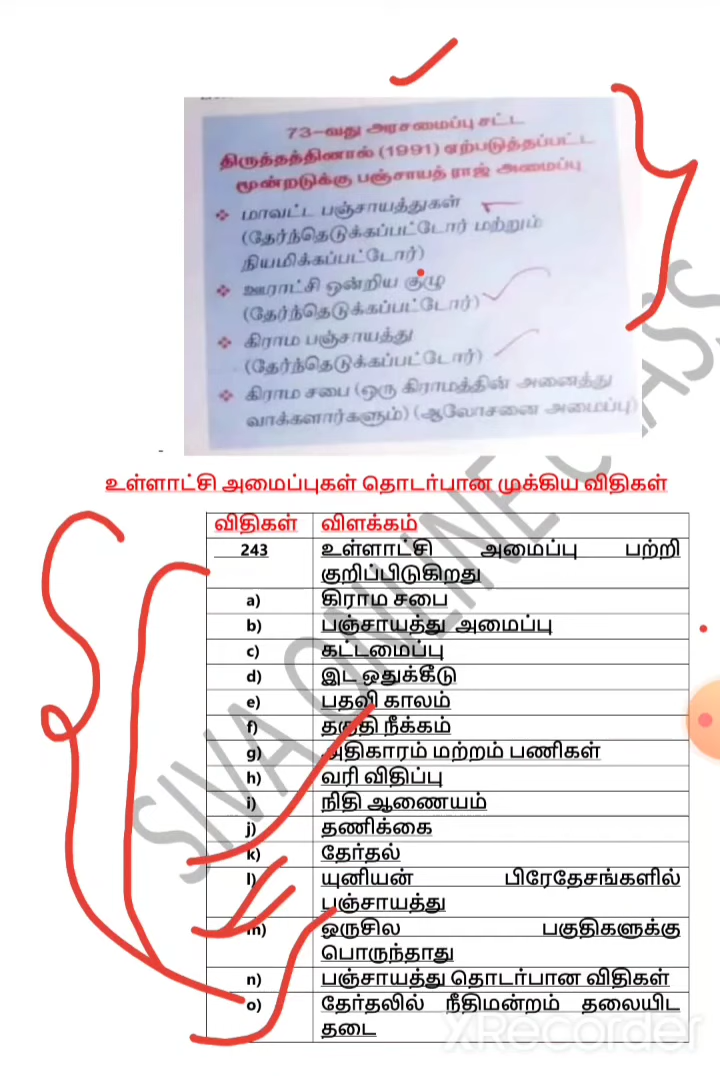 73-வது அரசமைப்பு சட்ட
திருத்தத்தினால் (1991) ஏற்படுத்தப்பட்ட
மூன்றடுக்கு பஞ்சாயத் ராஜ் அமைப்பு
❖ மாவட்ட பஞ்சாயத்துகள்
(தேர்ந்தெடுக்கப்பட்டோர் மற்றும்
நியமிக்கப்பட்டோர்)
❖ ஊராட்சி ஒன்றிய குழு
(தேர்ந்தெடுக்கப்பட்டோர்)
❖ கிராம பஞ்சாயத்து
(தேர்ந்தெடுக்கப்பட்டோர்)
❖ கிராம சபை (ஒரு கிராமத்தின் அனைத்து
வாக்களார்களும்) (ஆலோசனை அமைப்பு)
உள்ளாட்சி அமைப்புகள் தொடர்பான முக்கிய விதிகள்
விதிகள் விளக்கம்
243 உள்ளாட்சி அமைப்பு பற்றி
குறிப்பிடுகிறது
a) கிராம சபை
b) பஞ்சாயத்து அமைப்பு
c) கட்டமைப்பு
d) இட ஒதுக்கீடு
e) பதவி காலம்
f) தகுதி நீக்கம்
g) அதிகாரம் மற்றம் பணிகள்
h) வரி விதிப்பு
i) நிதி ஆணையம்
j) தணிக்கை
k) தேர்தல்
l) யுனியன் பிரேதேசங்களில்
பஞ்சாயத்து
m) ஒருசில பகுதிகளுக்கு
பொருந்தாது
n) பஞ்சாயத்து தொடர்பான விதிகள்
o) தேர்தலில் நீதிமன்றம் தலையிட
தடை
SIVA ONLINE CLASS
XRecorder